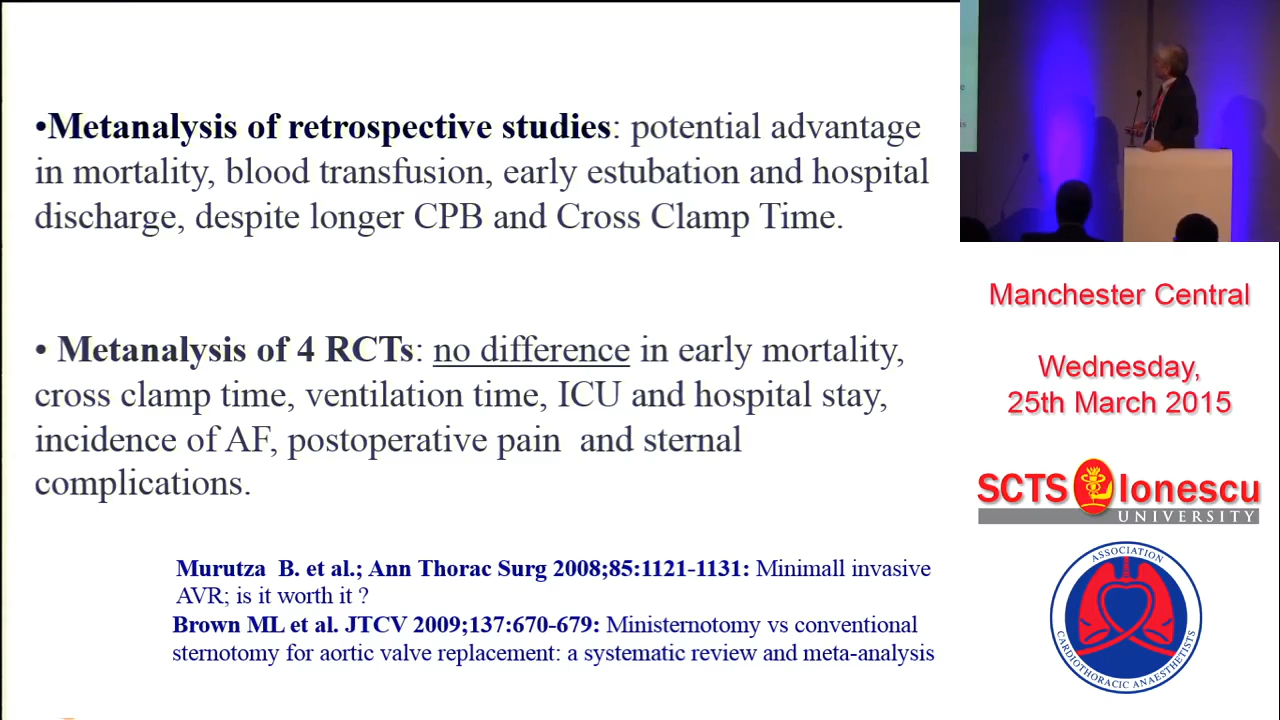 •Metanalysis of retrospective studies: potential advantage
in mortality, blood transfusion, early estubation and hospital
discharge, despite longer CPB and Cross Clamp Time.
• Metanalysis of 4 RCTs: no difference in early mortality,
cross clamp time, ventilation time, ICU and hospital stay,
incidence of AF, postoperative pain and sternal
complications.
Murutza B. et al.; Ann Thorac Surg 2008;85:1121-1131: Minimall invasive
AVR; is it worth it ?
Brown ML et al. JTCV 2009;137:670-679: Ministernotomy vs conventional
sternotomy for aortic valve replacement: a systematic review and meta-analysis
Manchester Central
Wednesday,
25th March 2015
SCTS Ionescu
UNIVERSITY
ASSOCIATION
CARDIOTHORACIC ANAESTHETISTS